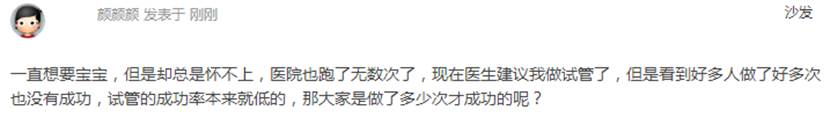 颜颜颜 发表于 刚刚
沙发
一直想要宝宝，但是却总是怀不上，医院也跑了无数次了，现在医生建议我做试管了，但是看到好多人做了好多次
也没有成功，试管的成功率本来就低的，那大家是做了多少次才成功的呢？